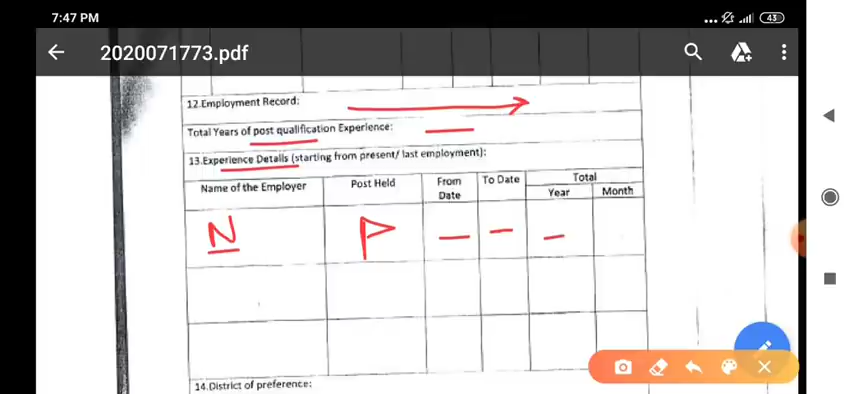 7:47 PM
43
2020071773.pdf
12.Employment Record:
Total Years of post qualification Experience:
13.Experience Details (starting from present/ last employment):
Name of the Employer Post Held From Date To Date Total
Year Month
N P — — —
14.District of preference: